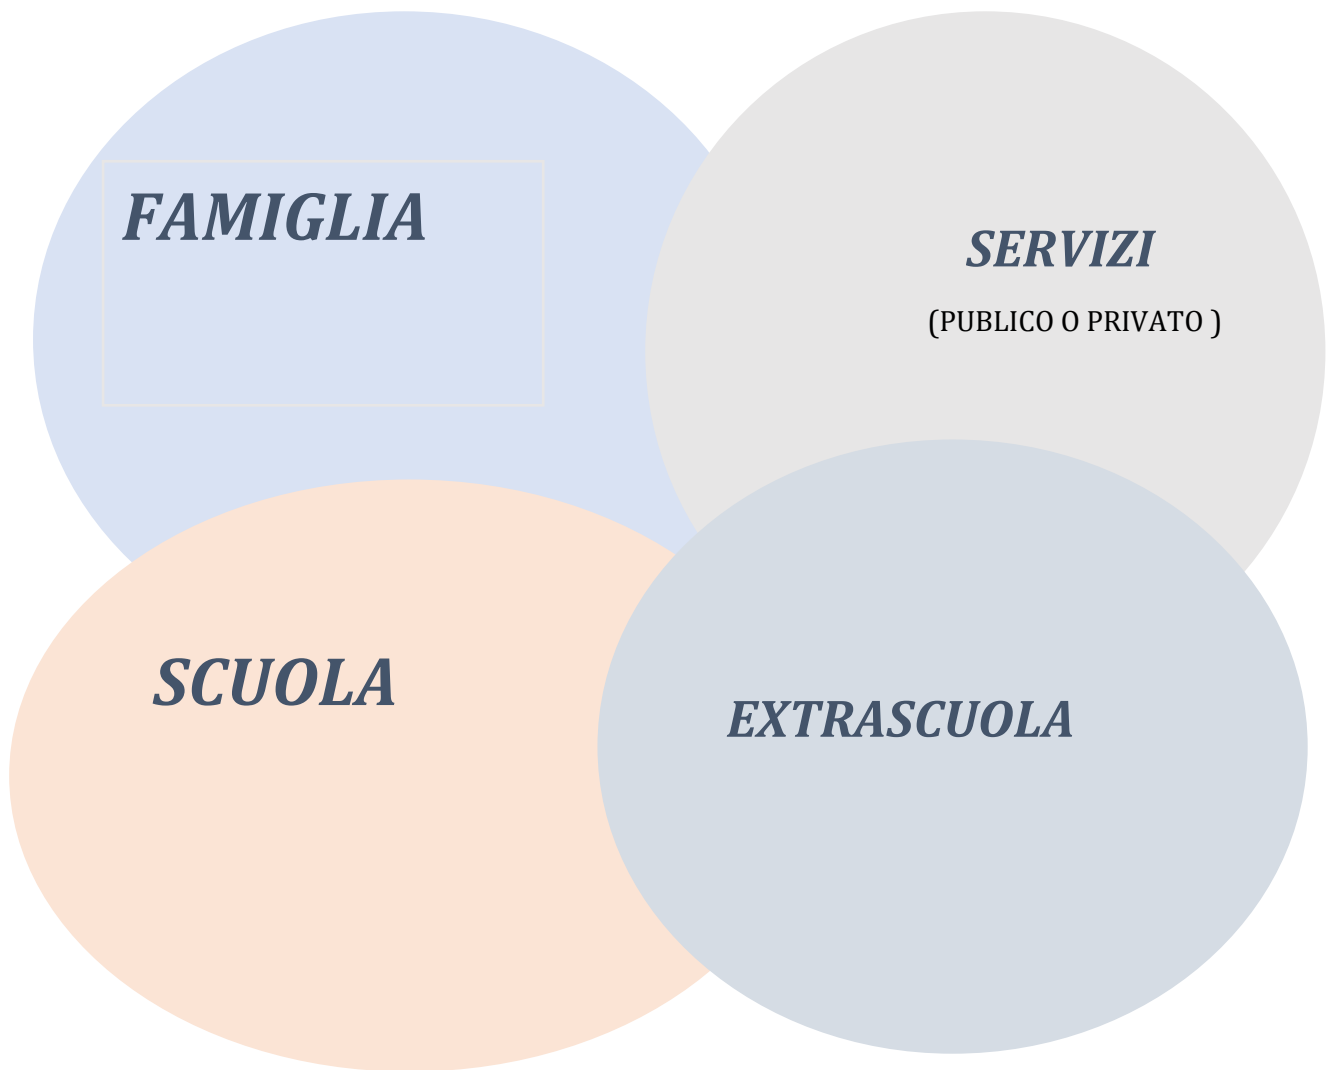 FAMIGLIA
SERVIZI
(PUBLICO O PRIVATO )
SCUOLA
EXTRASCUOLA